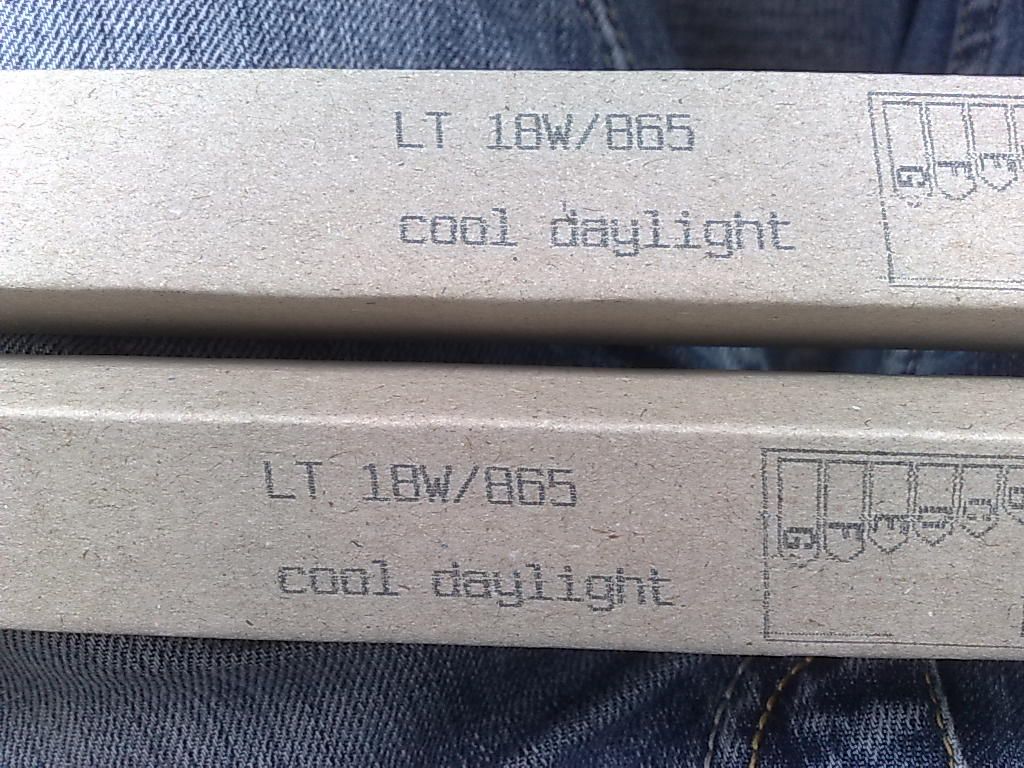 LT 18W/865
cool daylight
G F E
LT 18W/865
cool daylight
G F E D C